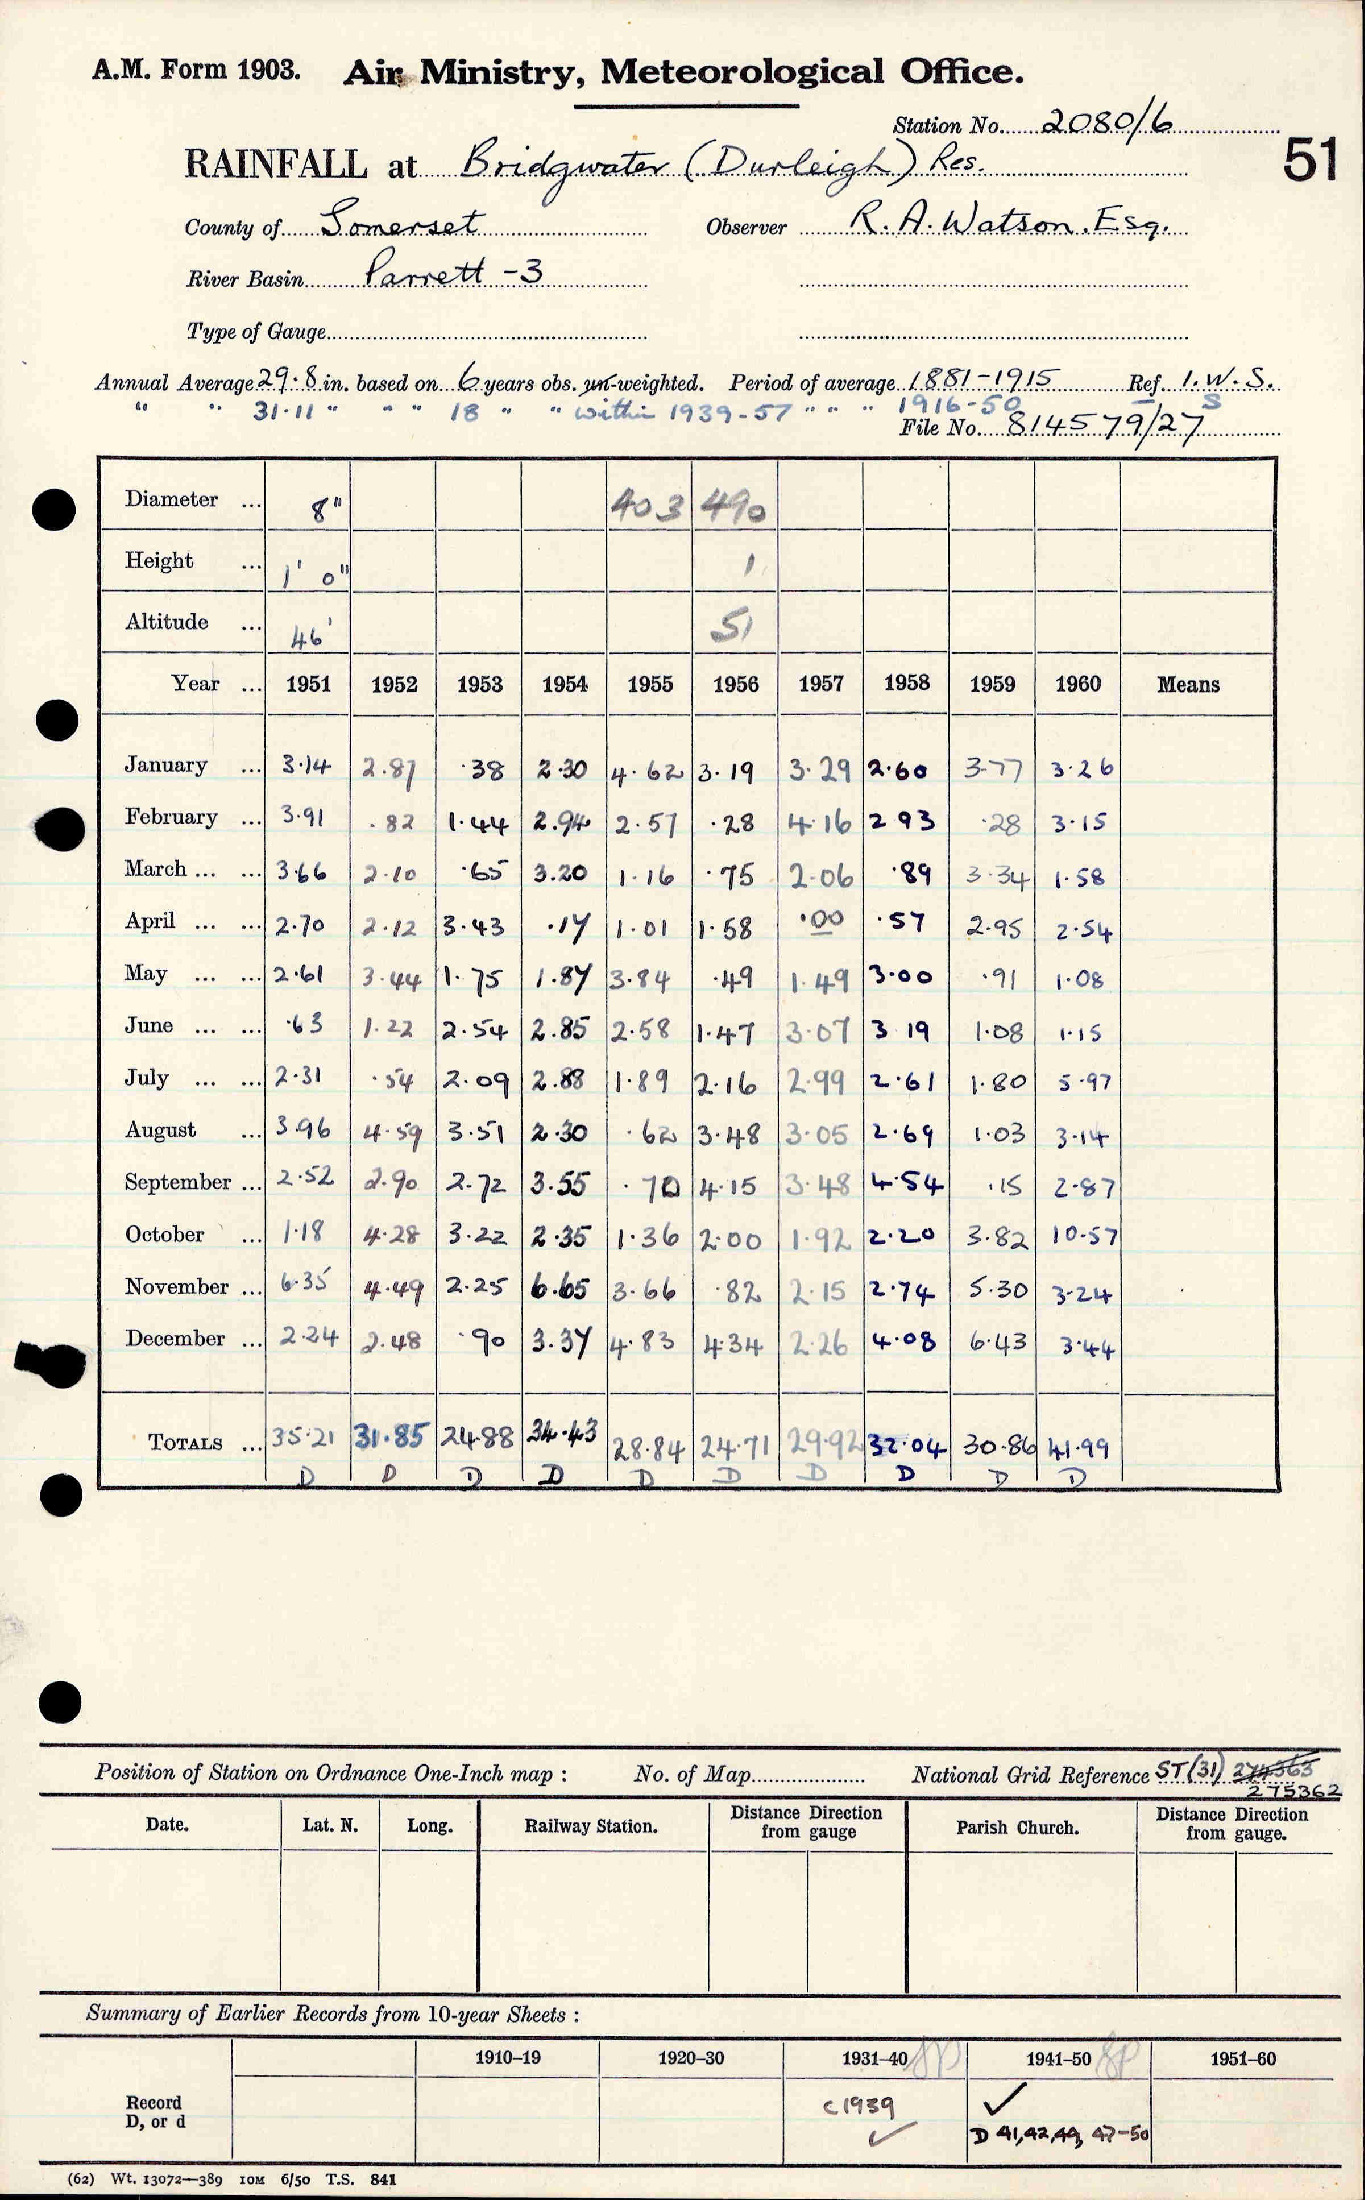 A.M. Form 1903. Air Ministry, Meteorological Office.
Station No. 2080/6
RAINFALL at Bridgwater (Durleigh) Res.
51
County of Somerset Observer R. A. Watson. Esq.
River Basin Parrett -3
Type of Gauge
Annual Average 29.8 in. based on 6 years obs. un-weighted. Period of average 1881-1915 Ref. I.W.S.
" " 31.11 " " " 18 " " within 1939-57 " " " 1916-50 S
File No. 814579/27
Diameter ... 8" 403 490
Height ... 1' 0" 1
Altitude ... 46' 51
Year ... 1951 1952 1953 1954 1955 1956 1957 1958 1959 1960 Means
January ... 3.14 2.87 .38 2.30 4.62 3.19 3.29 2.60 3.77 3.26
February ... 3.91 .82 1.44 2.94 2.57 .28 4.16 2 93 .28 3.15
March ... ... 3.66 2.10 .65 3.20 1.16 .75 2.06 .89 3.34 1.58
April ... ... 2.70 2.12 3.43 .17 1.01 1.58 .00 .57 2.95 2.54
May ... ... 2.61 3.44 1.75 1.87 3.84 .49 1.49 3.00 .91 1.08
June ... ... .63 1.22 2.54 2.85 2.58 1.47 3.07 3 19 1.08 1.15
July ... ... 2.31 .54 2.09 2.88 1.89 2.16 2.99 2.61 1.80 5.97
August ... 3.96 4.59 3.51 2.30 .62 3.48 3.05 2.69 1.03 3.14
September ... 2.52 2.90 2.72 3.55 .70 4.15 3.48 4.54 .15 2.87
October ... 1.18 4.28 3.22 2.35 1.36 2.00 1.92 2.20 3.82 10.57
November ... 6.35 4.49 2.25 6.65 3.66 .82 2.15 2.74 5.30 3.24
December ... 2.24 2.48 .90 3.37 4.83 4.34 2.26 4.08 6.43 3.44
TOTALS ... 35.21 31.85 24.88 34.43 28.84 24.71 29.92 32.04 30.86 41.99
D D D D D D D D D D
Position of Station on Ordnance One-Inch map : No. of Map National Grid Reference ST(31) 274363
275362
Date. Lat. N. Long. Railway Station. Distance Direction from gauge Parish Church. Distance Direction from gauge.
Summary of Earlier Records from 10-year Sheets :
1910-19 1920-30 1931-40 1941-50 1951-60
Record c1939 ✓
D, or d ✓ D 41,42,44, 47-50
(62) Wt. 13072—389 10M 6/50 T.S. 841